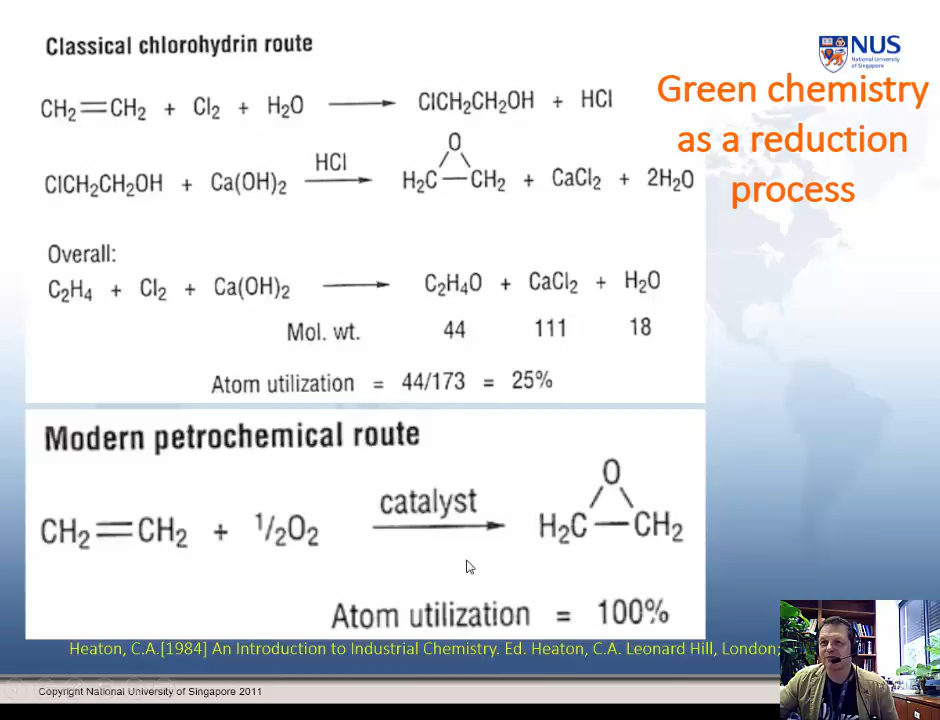 Classical chlorohydrin route
NUS
National University
of Singapore
Green chemistry
as a reduction
process
CH₂=CH₂ + Cl₂ + H₂O ⟶ ClCH₂CH₂OH + HCl
HCl
O
ClCH₂CH₂OH + Ca(OH)₂ ⟶ H₂C—CH₂ + CaCl₂ + 2H₂O
Overall:
C₂H₄ + Cl₂ + Ca(OH)₂ ⟶ C₂H₄O + CaCl₂ + H₂O
Mol. wt. 44 111 18
Atom utilization = 44/173 = 25%
Modern petrochemical route
O
catalyst
CH₂=CH₂ + ½O₂ ⟶ H₂C—CH₂
Atom utilization = 100%
Heaton, C.A.[1984] An Introduction to Industrial Chemistry. Ed. Heaton, C.A. Leonard Hill, London;
Copyright National University of Singapore 2011